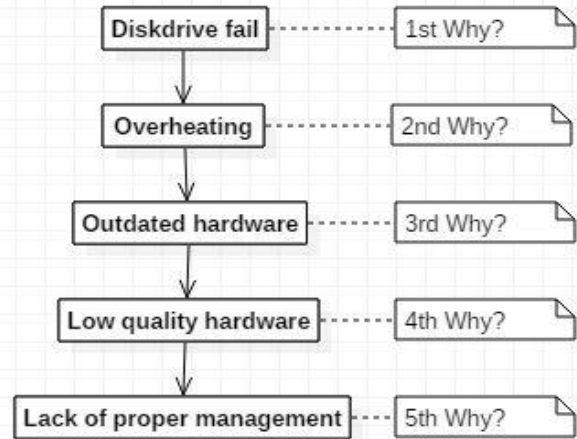 Diskdrive fail
1st Why?
Overheating
2nd Why?
Outdated hardware
3rd Why?
Low quality hardware
4th Why?
Lack of proper management
5th Why?